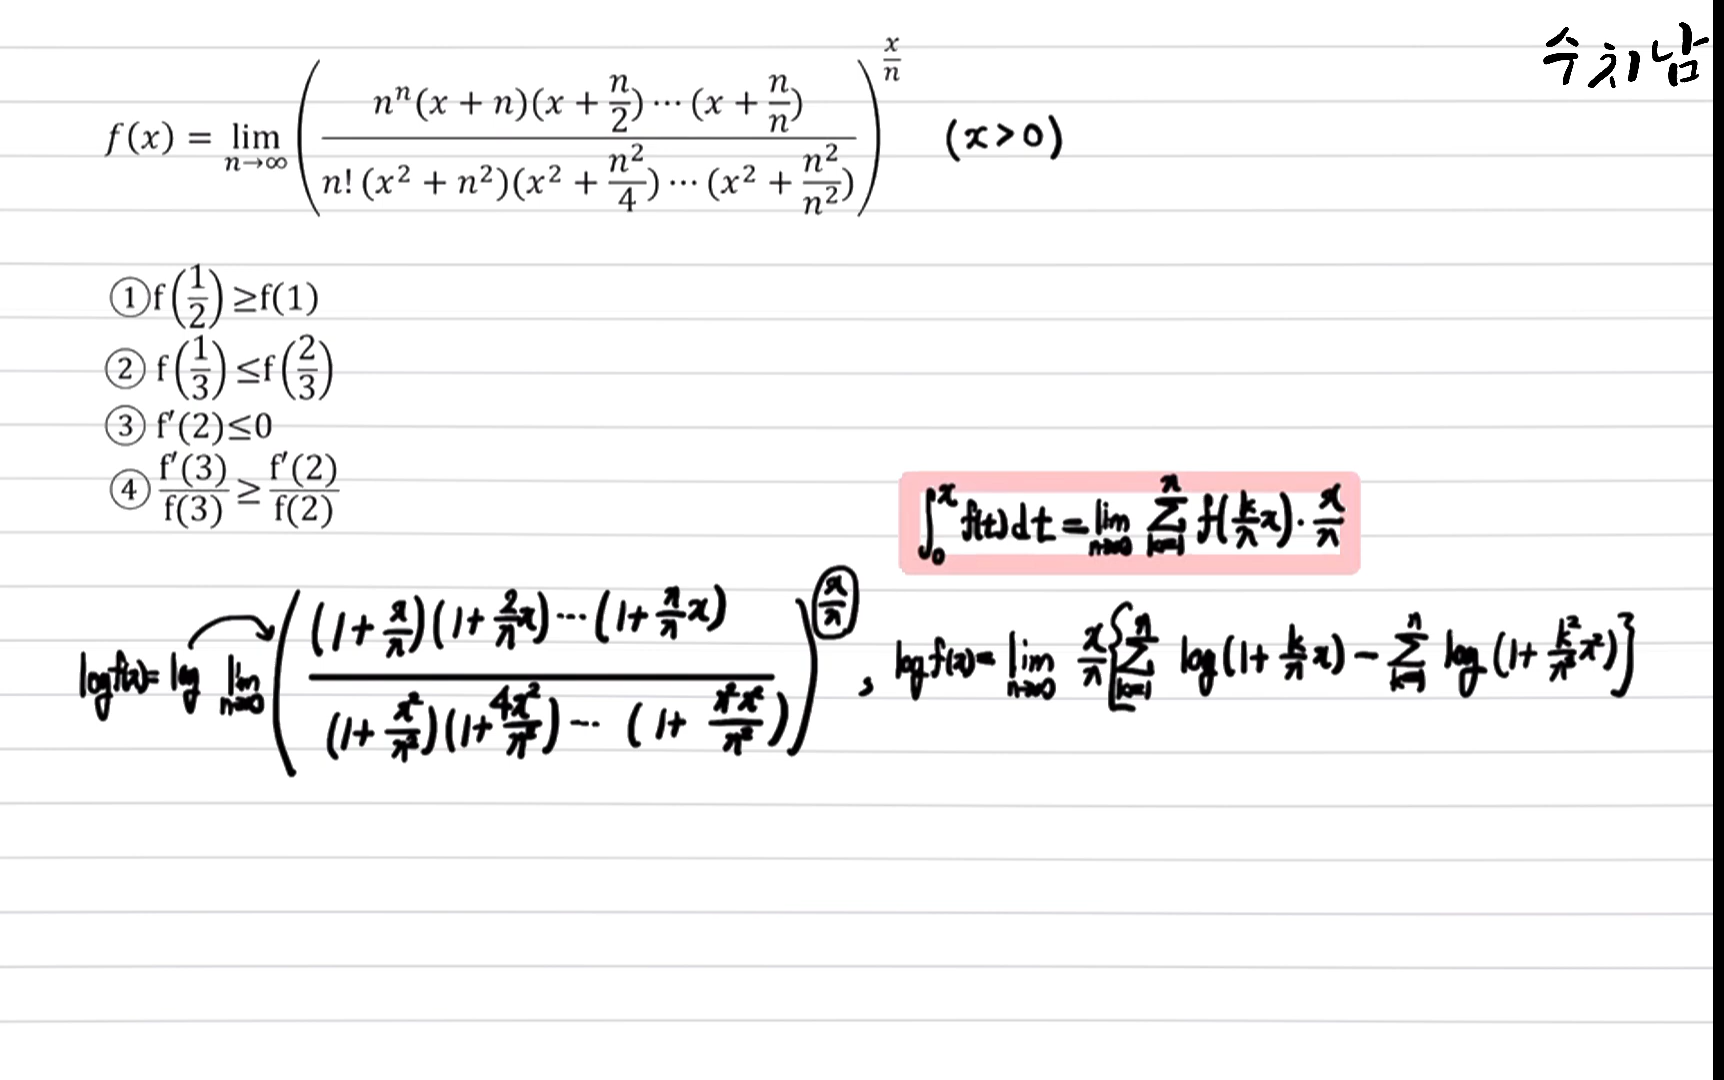 수치남
f(x) = lim_{n→∞} ( n^n (x + n)(x + n/2) ⋯ (x + n/n) / n! (x² + n²)(x² + n²/4) ⋯ (x² + n²/n²) )^{x/n} (x>0)
① f(1/2) ≥ f(1)
② f(1/3) ≤ f(2/3)
③ f′(2) ≤ 0
④ f′(3)/f(3) ≥ f′(2)/f(2)
∫_0^x f(t)dt = lim_{n→∞} Σ_{k=1}^n f(k/n x) · x/n
log f(x) = log lim_{n→∞} ( (1 + x/n)(1 + 2/n x) ⋯ (1 + n/n x) / (1 + x²/n²)(1 + 4x²/n²) ⋯ (1 + x²x²/n²) )^{x/n} , log f(x) = lim_{n→∞} x/n { Σ_{k=1}^n log(1 + k/n x) − Σ_{k=1}^n log(1 + k²/n² x²) }